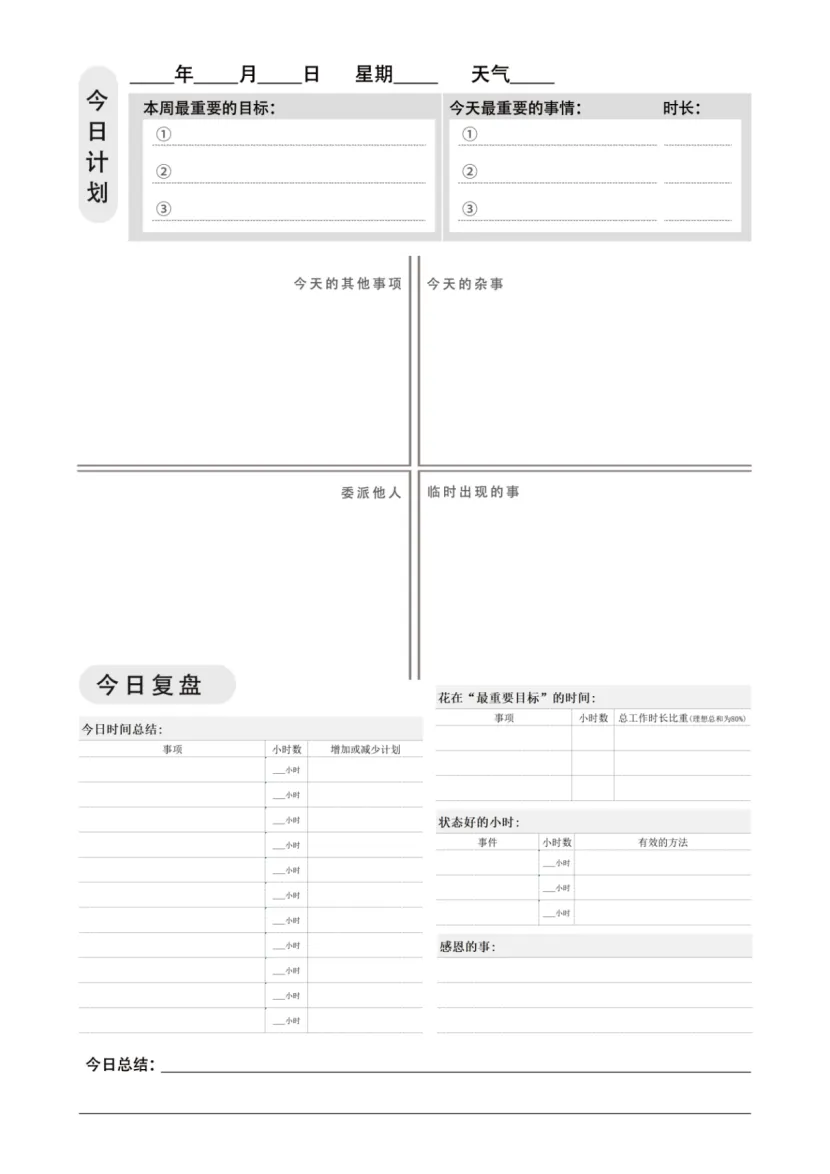 今日计划
____年____月____日 星期____ 天气____
本周最重要的目标：
①
②
③
今天最重要的事情： 时长：
①
②
③
今天的其他事项
今天的杂事
委派他人
临时出现的事
今日复盘
今日时间总结：
事项 小时数 增加或减少计划
___小时
___小时
___小时
___小时
___小时
___小时
___小时
___小时
___小时
___小时
___小时
花在“最重要目标”的时间：
事项 小时数 总工作时长比重(理想总和为80%)
状态好的小时：
事件 小时数 有效的方法
___小时
___小时
___小时
感恩的事：
今日总结：